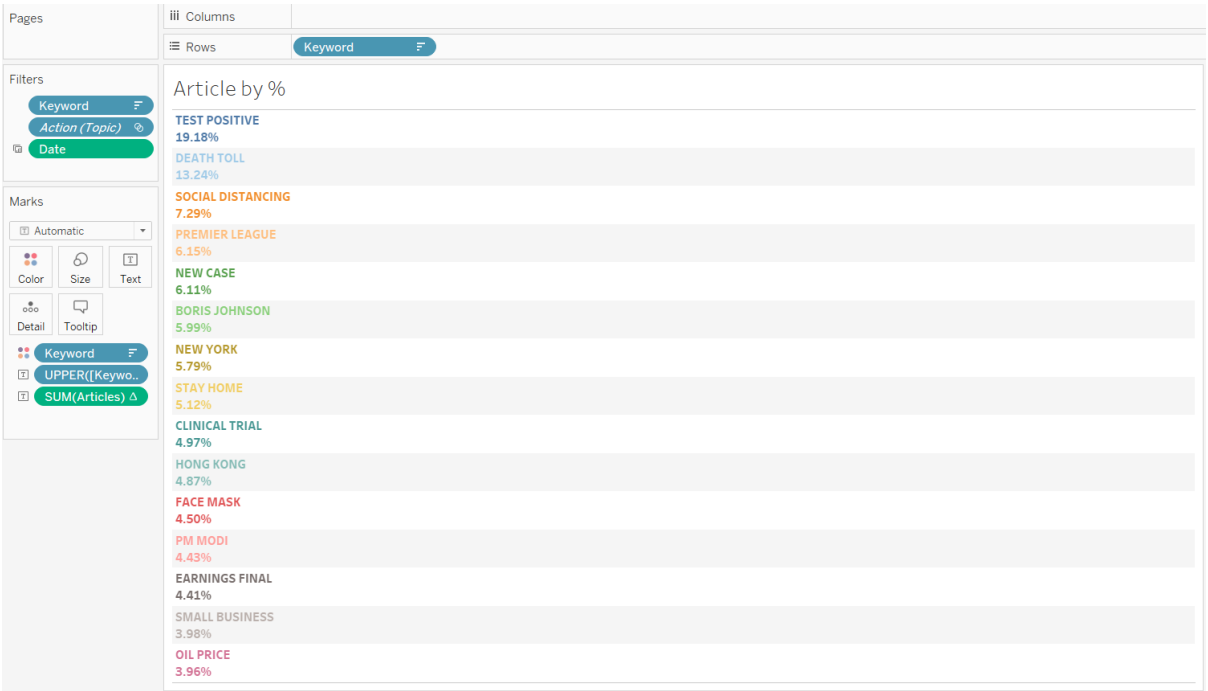 Pages
Columns
Rows
Keyword
Filters
Keyword
Action (Topic)
Date
Marks
Automatic
Color Size Text
Detail Tooltip
Keyword
UPPER([Keywo..
SUM(Articles) Δ
Article by %
TEST POSITIVE
19.18%
DEATH TOLL
13.24%
SOCIAL DISTANCING
7.29%
PREMIER LEAGUE
6.15%
NEW CASE
6.11%
BORIS JOHNSON
5.99%
NEW YORK
5.79%
STAY HOME
5.12%
CLINICAL TRIAL
4.97%
HONG KONG
4.87%
FACE MASK
4.50%
PM MODI
4.43%
EARNINGS FINAL
4.41%
SMALL BUSINESS
3.98%
OIL PRICE
3.96%